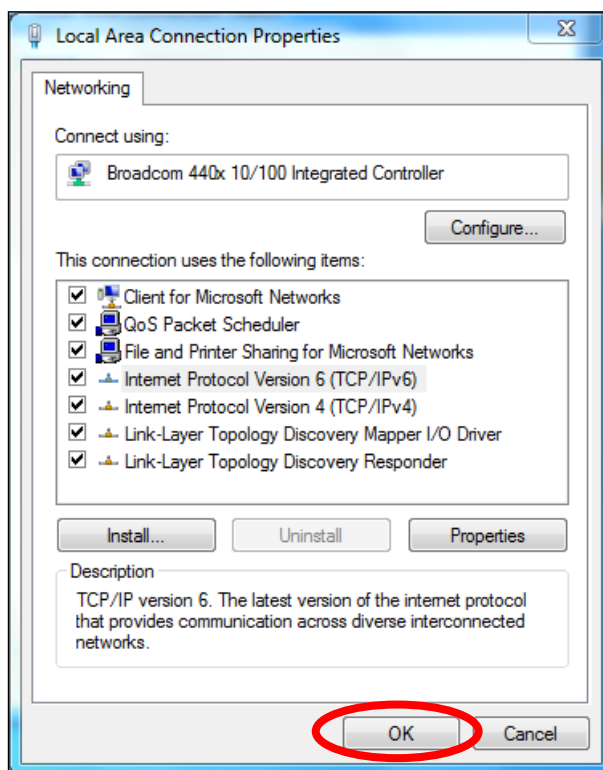 Local Area Connection Properties
Networking
Connect using:
Broadcom 440x 10/100 Integrated Controller
Configure...
This connection uses the following items:
Client for Microsoft Networks
QoS Packet Scheduler
File and Printer Sharing for Microsoft Networks
Internet Protocol Version 6 (TCP/IPv6)
Internet Protocol Version 4 (TCP/IPv4)
Link-Layer Topology Discovery Mapper I/O Driver
Link-Layer Topology Discovery Responder
Install... Uninstall Properties
Description
TCP/IP version 6. The latest version of the internet protocol
that provides communication across diverse interconnected
networks.
OK Cancel